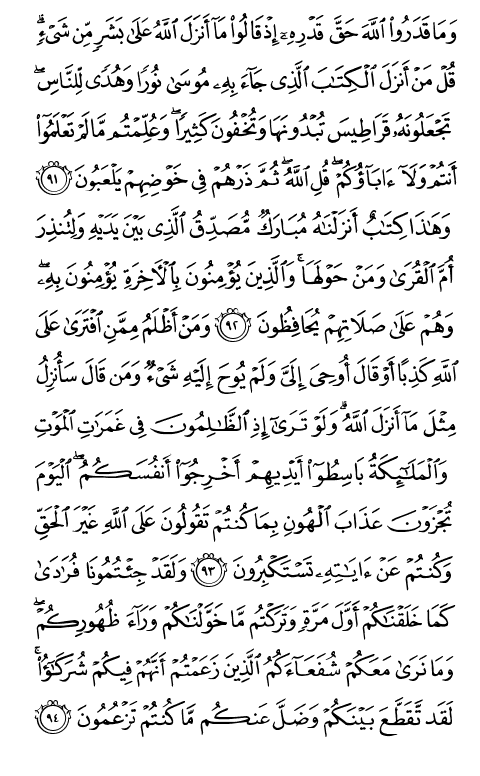 وَمَا قَدَرُوا۟ ٱللَّهَ حَقَّ قَدْرِهِۦٓ إِذْ قَالُوا۟ مَآ أَنزَلَ ٱللَّهُ عَلَىٰ بَشَرٍ مِّن شَىْءٍ ۗ
قُلْ مَنْ أَنزَلَ ٱلْكِتَـٰبَ ٱلَّذِى جَآءَ بِهِۦ مُوسَىٰ نُورًا وَهُدًى لِّلنَّاسِ ۖ
تَجْعَلُونَهُۥ قَرَاطِيسَ تُبْدُونَهَا وَتُخْفُونَ كَثِيرًا ۖ وَعُلِّمْتُم مَّا لَمْ تَعْلَمُوٓا۟
أَنتُمْ وَلَآ ءَابَآؤُكُمْ ۖ قُلِ ٱللَّهُ ۖ ثُمَّ ذَرْهُمْ فِى خَوْضِهِمْ يَلْعَبُونَ ٩١
وَهَـٰذَا كِتَـٰبٌ أَنزَلْنَـٰهُ مُبَارَكٌ مُّصَدِّقُ ٱلَّذِى بَيْنَ يَدَيْهِ وَلِتُنذِرَ
أُمَّ ٱلْقُرَىٰ وَمَنْ حَوْلَهَا ۚ وَٱلَّذِينَ يُؤْمِنُونَ بِٱلْـَٔاخِرَةِ يُؤْمِنُونَ بِهِۦ ۖ
وَهُمْ عَلَىٰ صَلَاتِهِمْ يُحَافِظُونَ ٩٢ وَمَنْ أَظْلَمُ مِمَّنِ ٱفْتَرَىٰ عَلَى
ٱللَّهِ كَذِبًا أَوْ قَالَ أُوحِىَ إِلَىَّ وَلَمْ يُوحَ إِلَيْهِ شَىْءٌ وَمَن قَالَ سَأُنزِلُ
مِثْلَ مَآ أَنزَلَ ٱللَّهُ ۗ وَلَوْ تَرَىٰٓ إِذِ ٱلظَّـٰلِمُونَ فِى غَمَرَٰتِ ٱلْمَوْتِ
وَٱلْمَلَـٰٓئِكَةُ بَاسِطُوٓا۟ أَيْدِيهِمْ أَخْرِجُوٓا۟ أَنفُسَكُمُ ۖ ٱلْيَوْمَ
تُجْزَوْنَ عَذَابَ ٱلْهُونِ بِمَا كُنتُمْ تَقُولُونَ عَلَى ٱللَّهِ غَيْرَ ٱلْحَقِّ
وَكُنتُمْ عَنْ ءَايَـٰتِهِۦ تَسْتَكْبِرُونَ ٩٣ وَلَقَدْ جِئْتُمُونَا فُرَٰدَىٰ
كَمَا خَلَقْنَـٰكُمْ أَوَّلَ مَرَّةٍ وَتَرَكْتُم مَّا خَوَّلْنَـٰكُمْ وَرَآءَ ظُهُورِكُمْ ۖ
وَمَا نَرَىٰ مَعَكُمْ شُفَعَآءَكُمُ ٱلَّذِينَ زَعَمْتُمْ أَنَّهُمْ فِيكُمْ شُرَكَـٰٓؤُا۟ ۚ
لَقَد تَّقَطَّعَ بَيْنَكُمْ وَضَلَّ عَنكُم مَّا كُنتُمْ تَزْعُمُونَ ٩٤